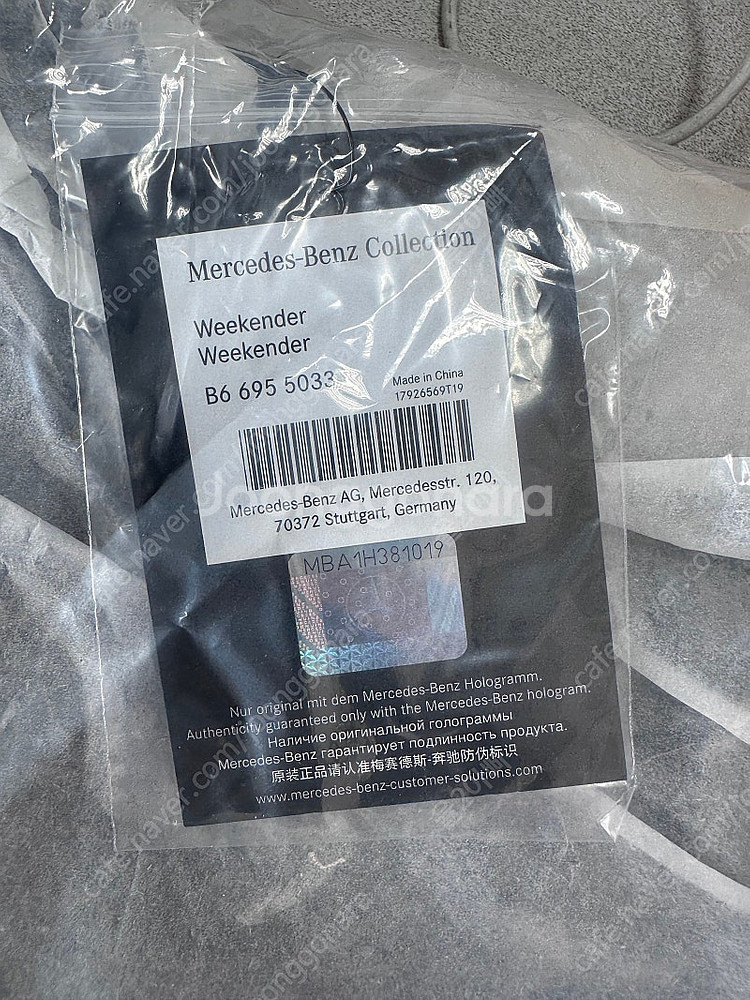 Mercedes-Benz Collection
Weekender
Weekender
B6 695 5033
Made in China
17926569T19
Mercedes-Benz AG, Mercedesstr. 120,
70372 Stuttgart, Germany
MBA1H381019
Nur original mit dem Mercedes-Benz Hologramm.
Authenticity guaranteed only with the Mercedes-Benz hologram.
Наличие оригинальной голограммы
Mercedes-Benz гарантирует подлинность продукта.
原装正品请认准梅赛德斯-奔驰防伪标识
www.mercedes-benz-customer-solutions.com